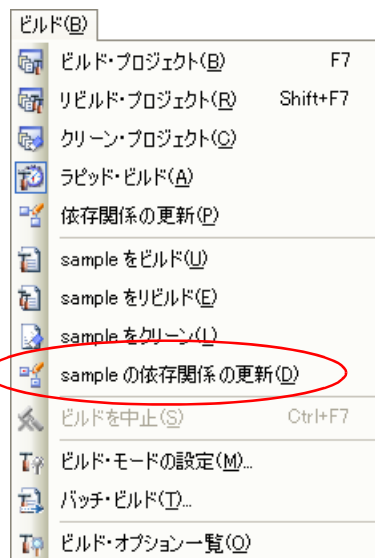 ビルド(B)
ビルド・プロジェクト(B) F7
リビルド・プロジェクト(R) Shift+F7
クリーン・プロジェクト(C)
ラピッド・ビルド(A)
依存関係の更新(P)
sample をビルド(U)
sample をリビルド(E)
sample をクリーン(L)
sample の依存関係の更新(D)
ビルドを中止(S) Ctrl+F7
ビルド・モードの設定(M)...
バッチ・ビルド(T)...
ビルド・オプション一覧(O)